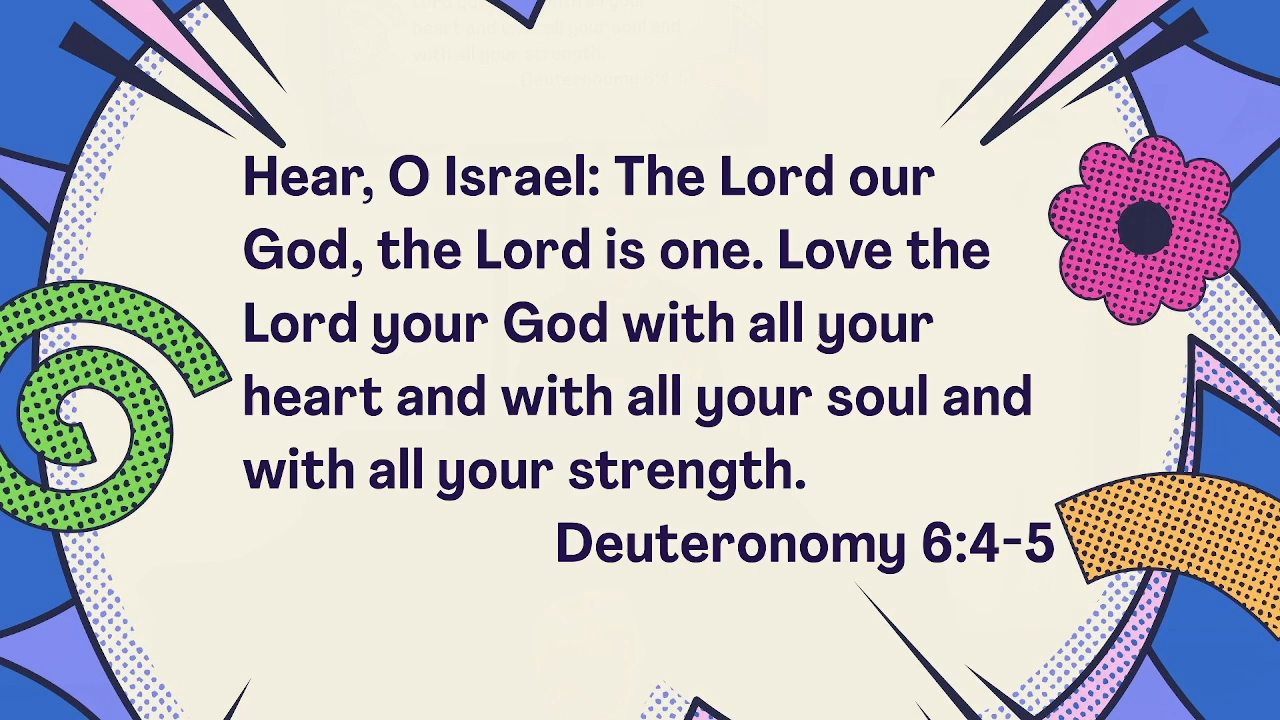 Hear, O Israel: The Lord our
God, the Lord is one. Love the
Lord your God with all your
heart and with all your soul and
with all your strength.
Deuteronomy 6:4-5